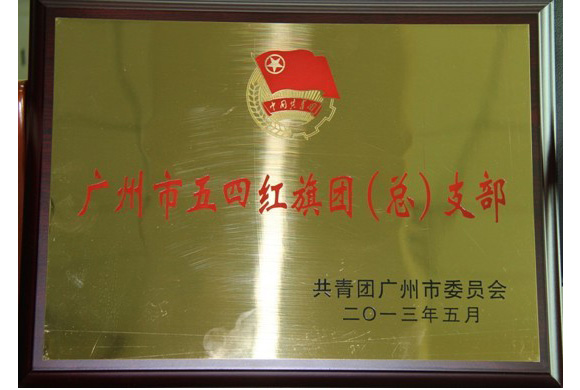 中国共青团
广州市五四红旗团(总)支部
共青团广州市委员会
二〇一三年五月